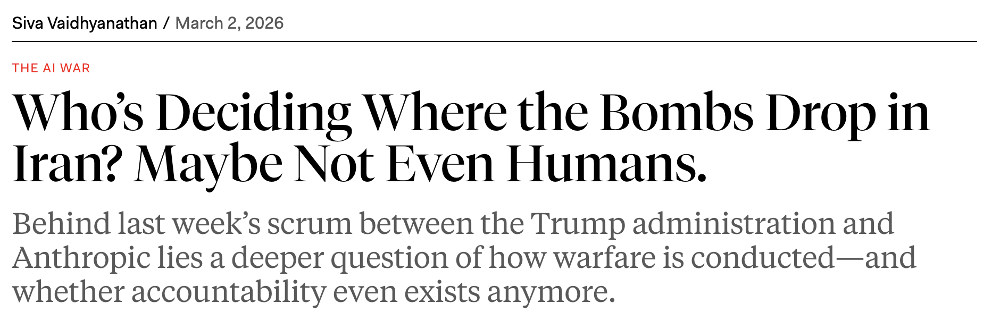 Siva Vaidhyanathan / March 2, 2026
THE AI WAR
Who’s Deciding Where the Bombs Drop in
Iran? Maybe Not Even Humans.
Behind last week’s scrum between the Trump administration and
Anthropic lies a deeper question of how warfare is conducted—and
whether accountability even exists anymore.